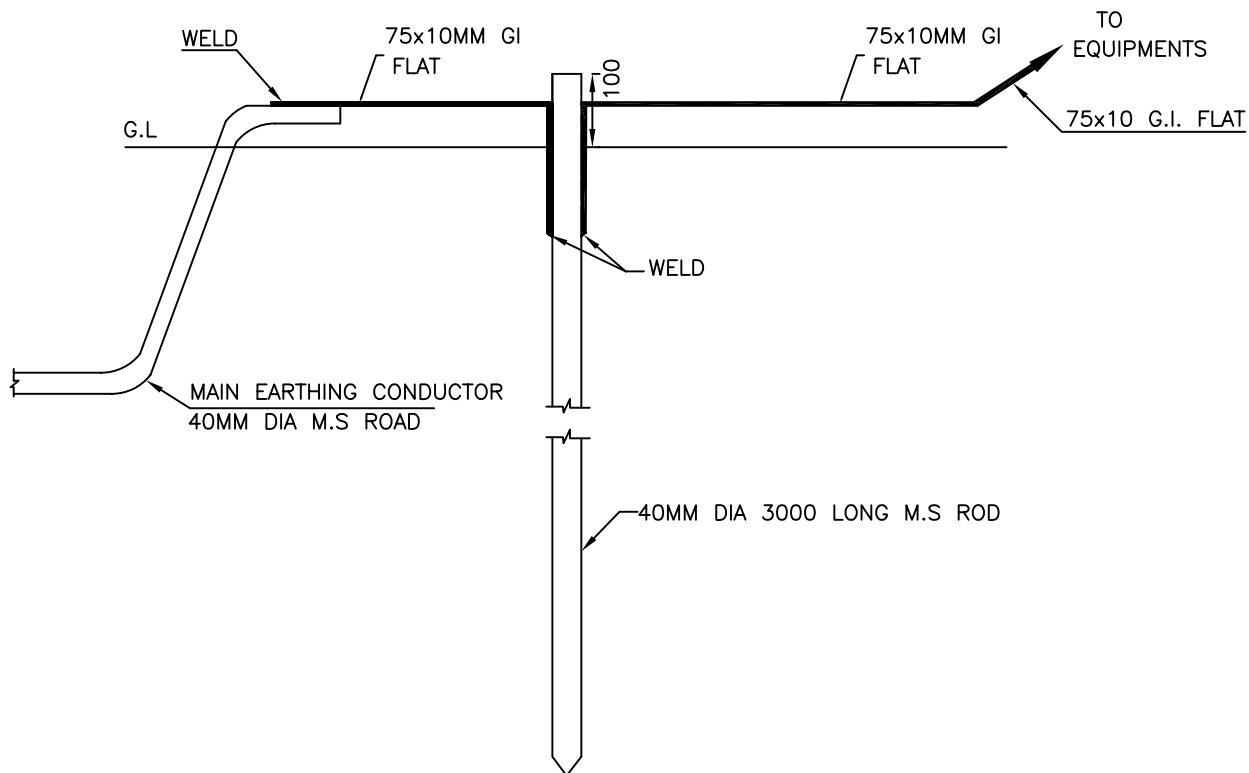 TO
EQUIPMENTS
WELD
75x10MM GI
FLAT
100
75x10MM GI
FLAT
75x10 G.I. FLAT
G.L
WELD
MAIN EARTHING CONDUCTOR
40MM DIA M.S ROAD
40MM DIA 3000 LONG M.S ROD